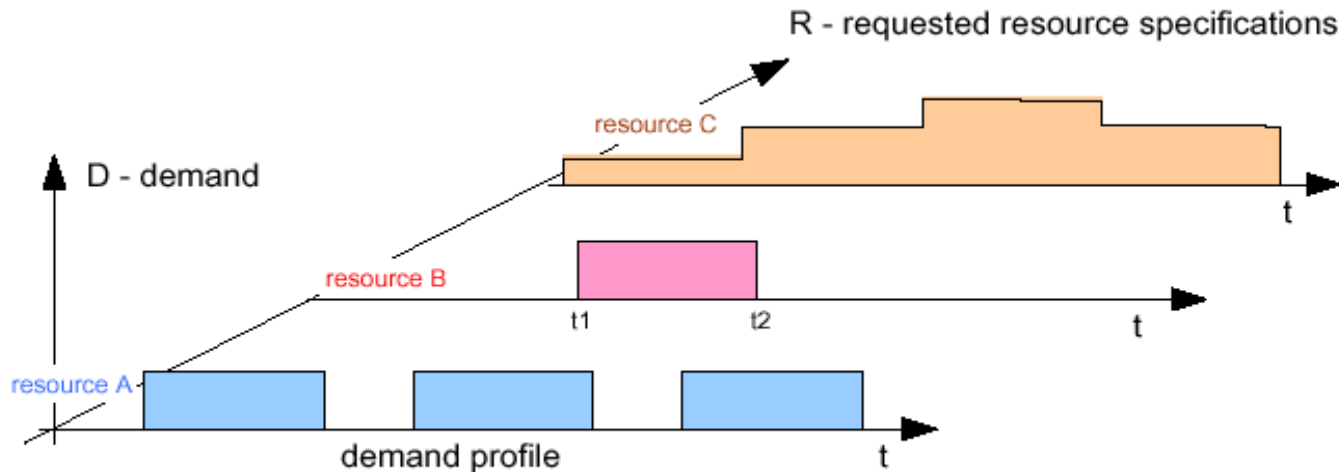 R - requested resource specifications
resource C
D - demand
t
resource B
t1
t2
t
resource A
demand profile
t